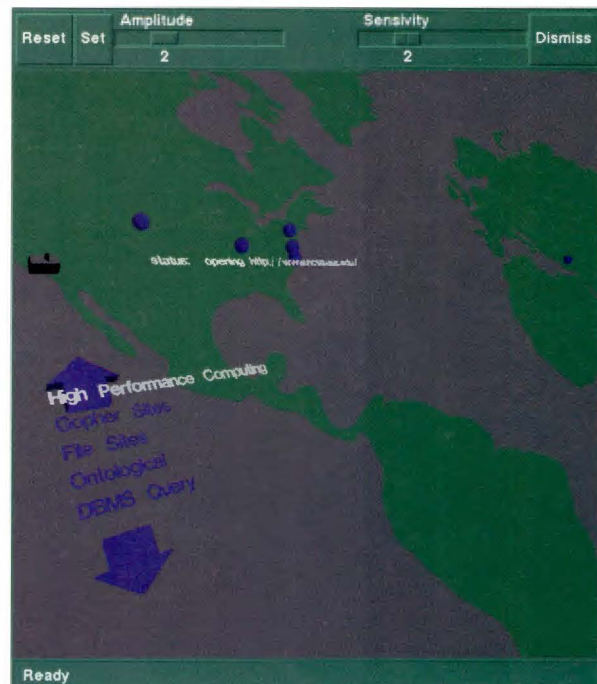 Reset
Set
Amplitude
2
Sensivity
2
Dismiss
status: opening http://
High Performance Computing
Gopher Sites
File Sites
Ontological
DBMS Query
Ready